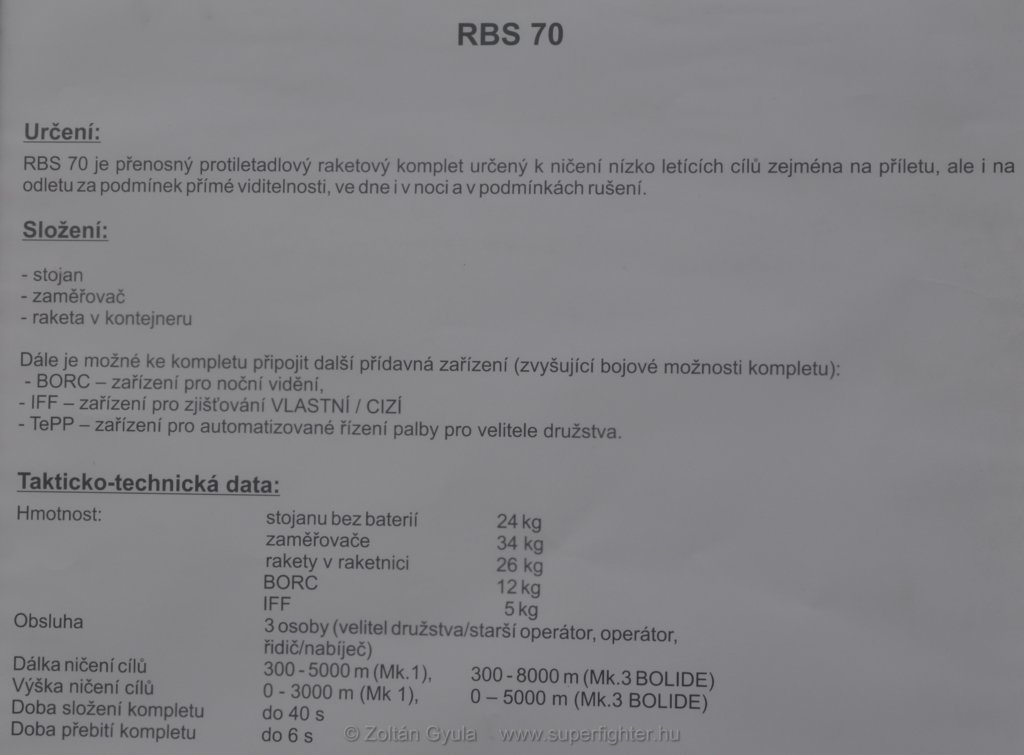 RBS 70
Určení:
RBS 70 je přenosný protiletadlový raketový komplet určený k ničení nízko letících cílů zejména na příletu, ale i na
odletu za podmínek přímé viditelnosti, ve dne i v noci a v podmínkách rušení.
Složení:
- stojan
- zaměřovač
- raketa v kontejneru
Dále je možné ke kompletu připojit další přídavná zařízení (zvyšující bojové možnosti kompletu):
- BORC – zařízení pro noční vidění,
- IFF – zařízení pro zjišťování VLASTNÍ / CIZÍ
- TePP – zařízení pro automatizované řízení palby pro velitele družstva.
Takticko-technická data:
Hmotnost: stojanu bez baterií 24 kg
zaměřovače 34 kg
rakety v raketnici 26 kg
BORC 12 kg
IFF 5 kg
Obsluha 3 osoby (velitel družstva/starší operátor, operátor,
řidič/nabíječ)
Dálka ničení cílů 300 - 5000 m (Mk.1), 300 - 8000 m (Mk.3 BOLIDE)
Výška ničení cílů 0 - 3000 m (Mk 1), 0 – 5000 m (Mk.3 BOLIDE)
Doba složení kompletu do 40 s
Doba přebití kompletu do 6 s
© Zoltán Gyula www.superfighter.hu